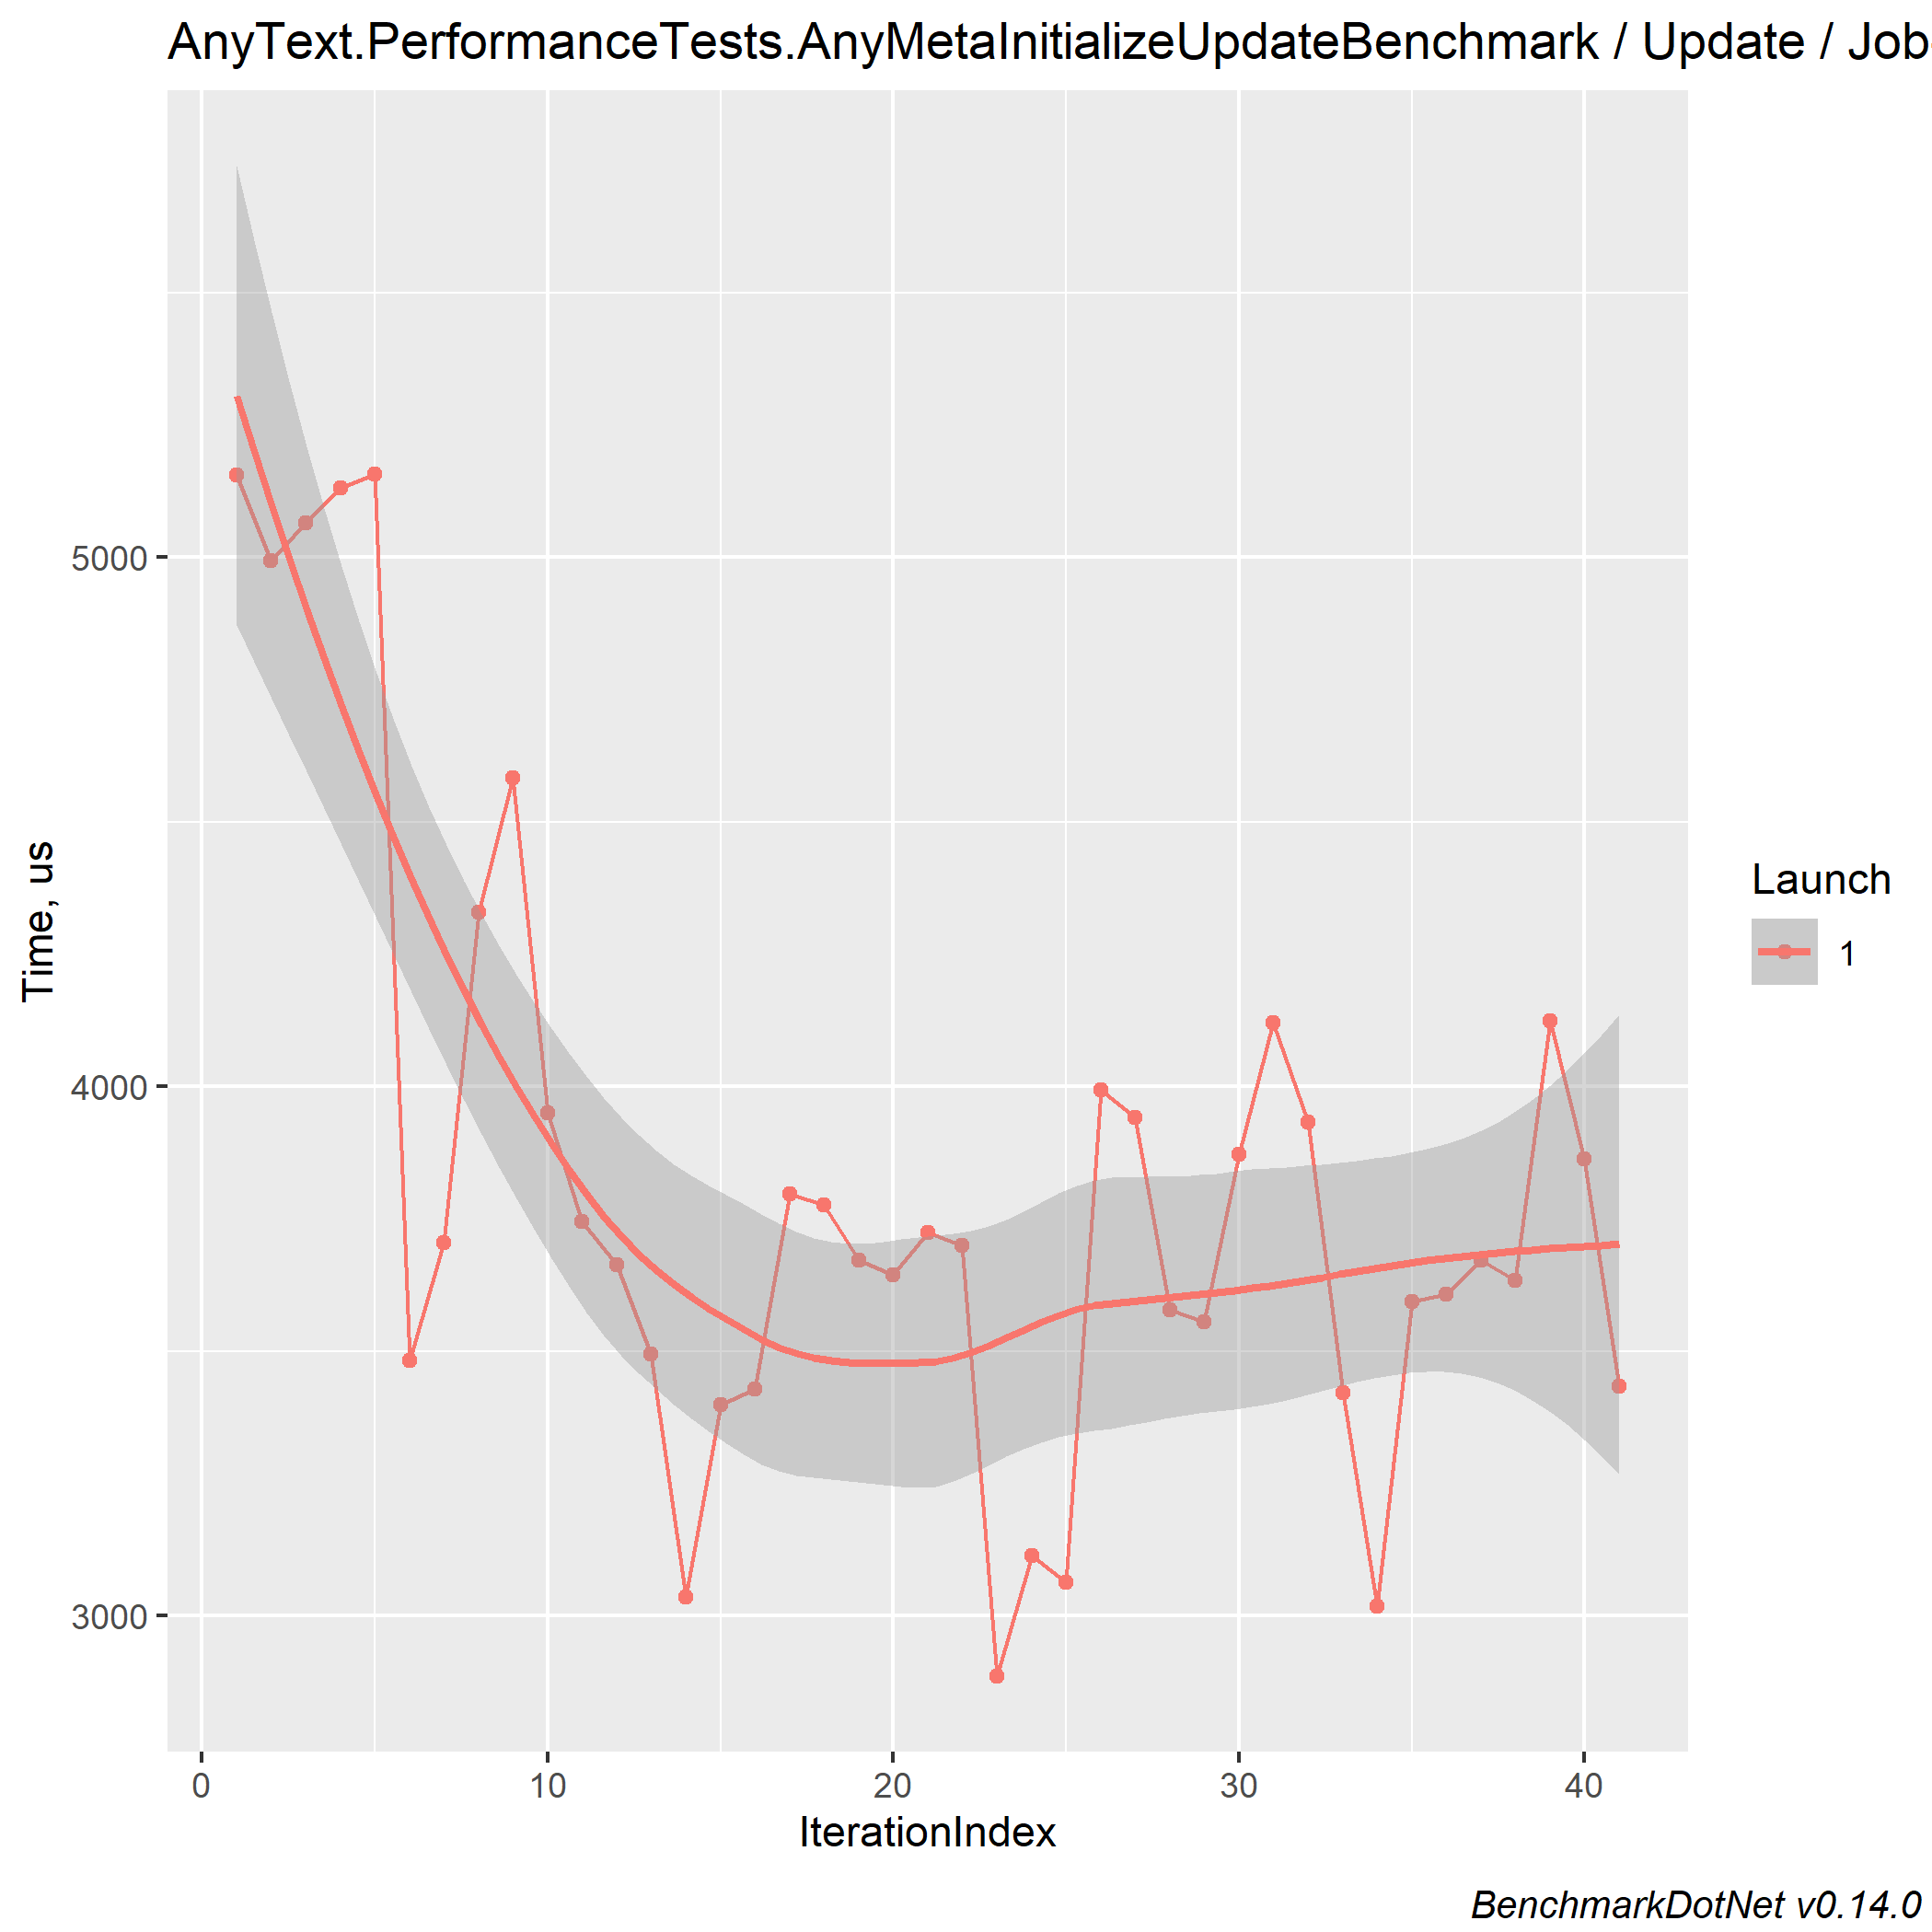 AnyText.PerformanceTests.AnyMetaInitializeUpdateBenchmark / Update / Job
5000
4000
3000
Time, us
0 10 20 30 40
IterationIndex
Launch
1
BenchmarkDotNet v0.14.0